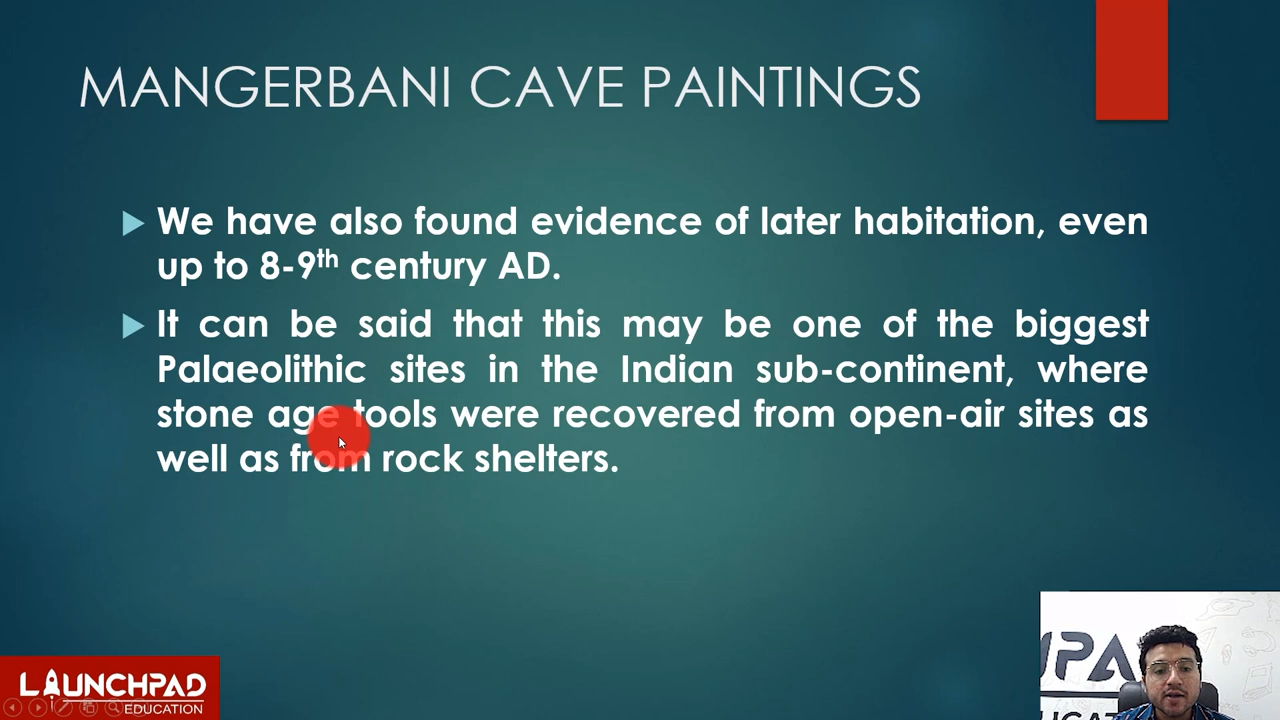 MANGERBANI CAVE PAINTINGS
We have also found evidence of later habitation, even
up to 8-9th century AD.
It can be said that this may be one of the biggest
Palaeolithic sites in the Indian sub-continent, where
stone age tools were recovered from open-air sites as
well as from rock shelters.
LAUNCHPAD
EDUCATION